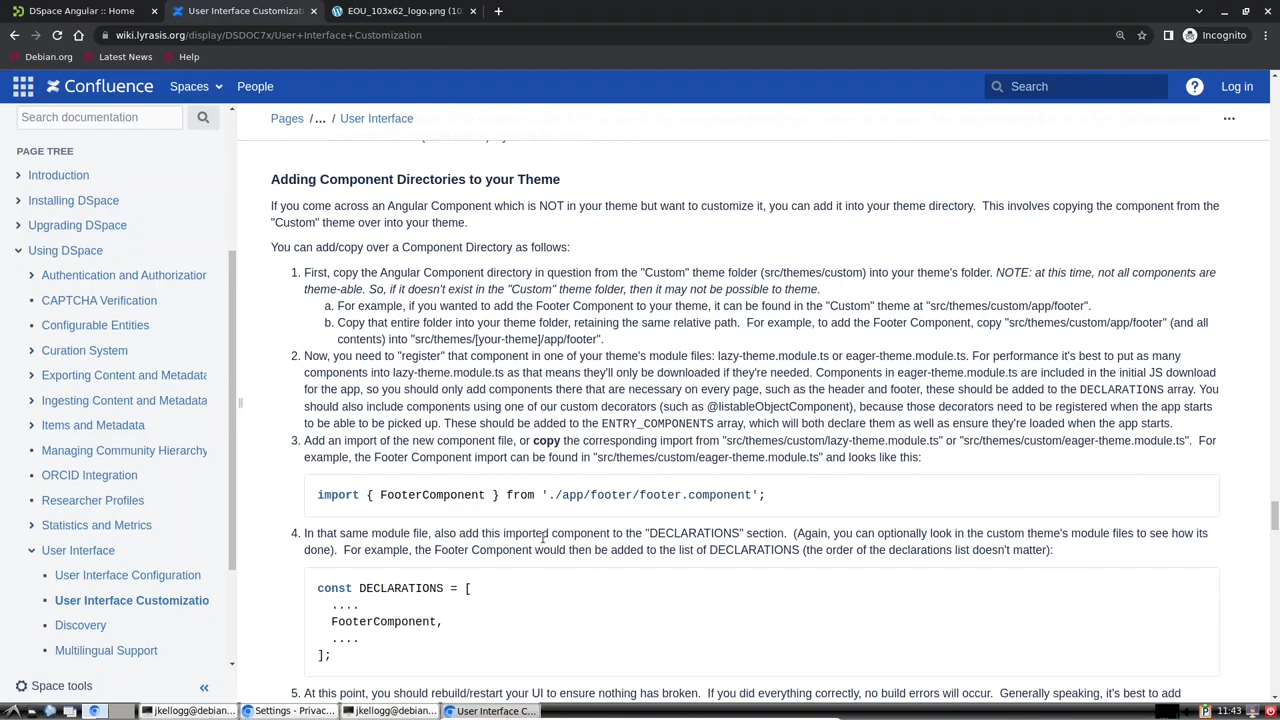 DSpace Angular :: Home
User Interface Customizati
EOU_103x62_logo.png (10
wiki.lyrasis.org/display/DSDOC7x/User+Interface+Customization
Incognito
Debian.org
Latest News
Help
Confluence
Spaces
People
Search
Log in
Search documentation
Pages /... / User Interface
PAGE TREE
Introduction
Installing DSpace
Upgrading DSpace
Using DSpace
Authentication and Authorization
CAPTCHA Verification
Configurable Entities
Curation System
Exporting Content and Metadata
Ingesting Content and Metadata
Items and Metadata
Managing Community Hierarchy
ORCID Integration
Researcher Profiles
Statistics and Metrics
User Interface
User Interface Configuration
User Interface Customizatio
Discovery
Multilingual Support
Space tools
Adding Component Directories to your Theme
If you come across an Angular Component which is NOT in your theme but want to customize it, you can add it into your theme directory. This involves copying the component from the
"Custom" theme over into your theme.
You can add/copy over a Component Directory as follows:
1. First, copy the Angular Component directory in question from the "Custom" theme folder (src/themes/custom) into your theme's folder. NOTE: at this time, not all components are
theme-able. So, if it doesn't exist in the "Custom" theme folder, then it may not be possible to theme.
a. For example, if you wanted to add the Footer Component to your theme, it can be found in the "Custom" theme at "src/themes/custom/app/footer".
b. Copy that entire folder into your theme folder, retaining the same relative path. For example, to add the Footer Component, copy "src/themes/custom/app/footer" (and all
contents) into "src/themes/[your-theme]/app/footer".
2. Now, you need to "register" that component in one of your theme's module files: lazy-theme.module.ts or eager-theme.module.ts. For performance it's best to put as many
components into lazy-theme.module.ts as that means they'll only be downloaded if they're needed. Components in eager-theme.module.ts are included in the initial JS download
for the app, so you should only add components there that are necessary on every page, such as the header and footer, these should be added to the DECLARATIONS array. You
should also include components using one of our custom decorators (such as @listableObjectComponent), because those decorators need to be registered when the app starts
to be able to be picked up. These should be added to the ENTRY_COMPONENTS array, which will both declare them as well as ensure they're loaded when the app starts.
3. Add an import of the new component file, or copy the corresponding import from "src/themes/custom/lazy-theme.module.ts" or "src/themes/custom/eager-theme.module.ts". For
example, the Footer Component import can be found in "src/themes/custom/eager-theme.module.ts" and looks like this:
import { FooterComponent } from './app/footer/footer.component';
4. In that same module file, also add this imported component to the "DECLARATIONS" section. (Again, you can optionally look in the custom theme's module files to see how its
done). For example, the Footer Component would then be added to the list of DECLARATIONS (the order of the declarations list doesn't matter):
const DECLARATIONS = [
....
FooterComponent,
....
];
5. At this point, you should rebuild/restart your UI to ensure nothing has broken. If you did everything correctly, no build errors will occur. Generally speaking, it's best to add
jkellogg@debian...
Settings - Privac...
jkellogg@debian...
User Interface C...
11:43